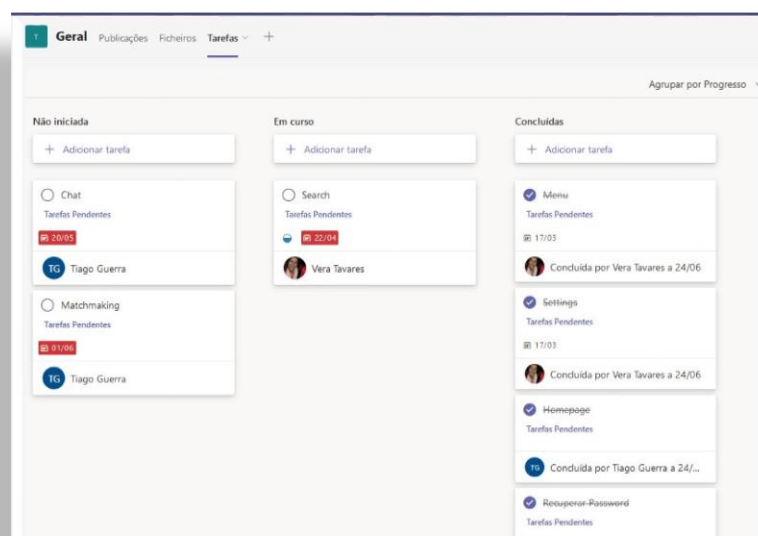 T Geral Publicações Ficheiros Tarefas
Agrupar por Progresso
Não iniciada
+ Adicionar tarefa
Chat
Tarefas Pendentes
20/05
TG Tiago Guerra
Matchmaking
Tarefas Pendentes
01/06
TG Tiago Guerra
Em curso
+ Adicionar tarefa
Search
Tarefas Pendentes
22/04
Vera Tavares
Concluídas
+ Adicionar tarefa
Menu
Tarefas Pendentes
17/03
Concluída por Vera Tavares a 24/06
Settings
Tarefas Pendentes
17/03
Concluída por Vera Tavares a 24/06
Homepage
Tarefas Pendentes
TG Concluída por Tiago Guerra a 24/...
Recuperar Password
Tarefas Pendentes